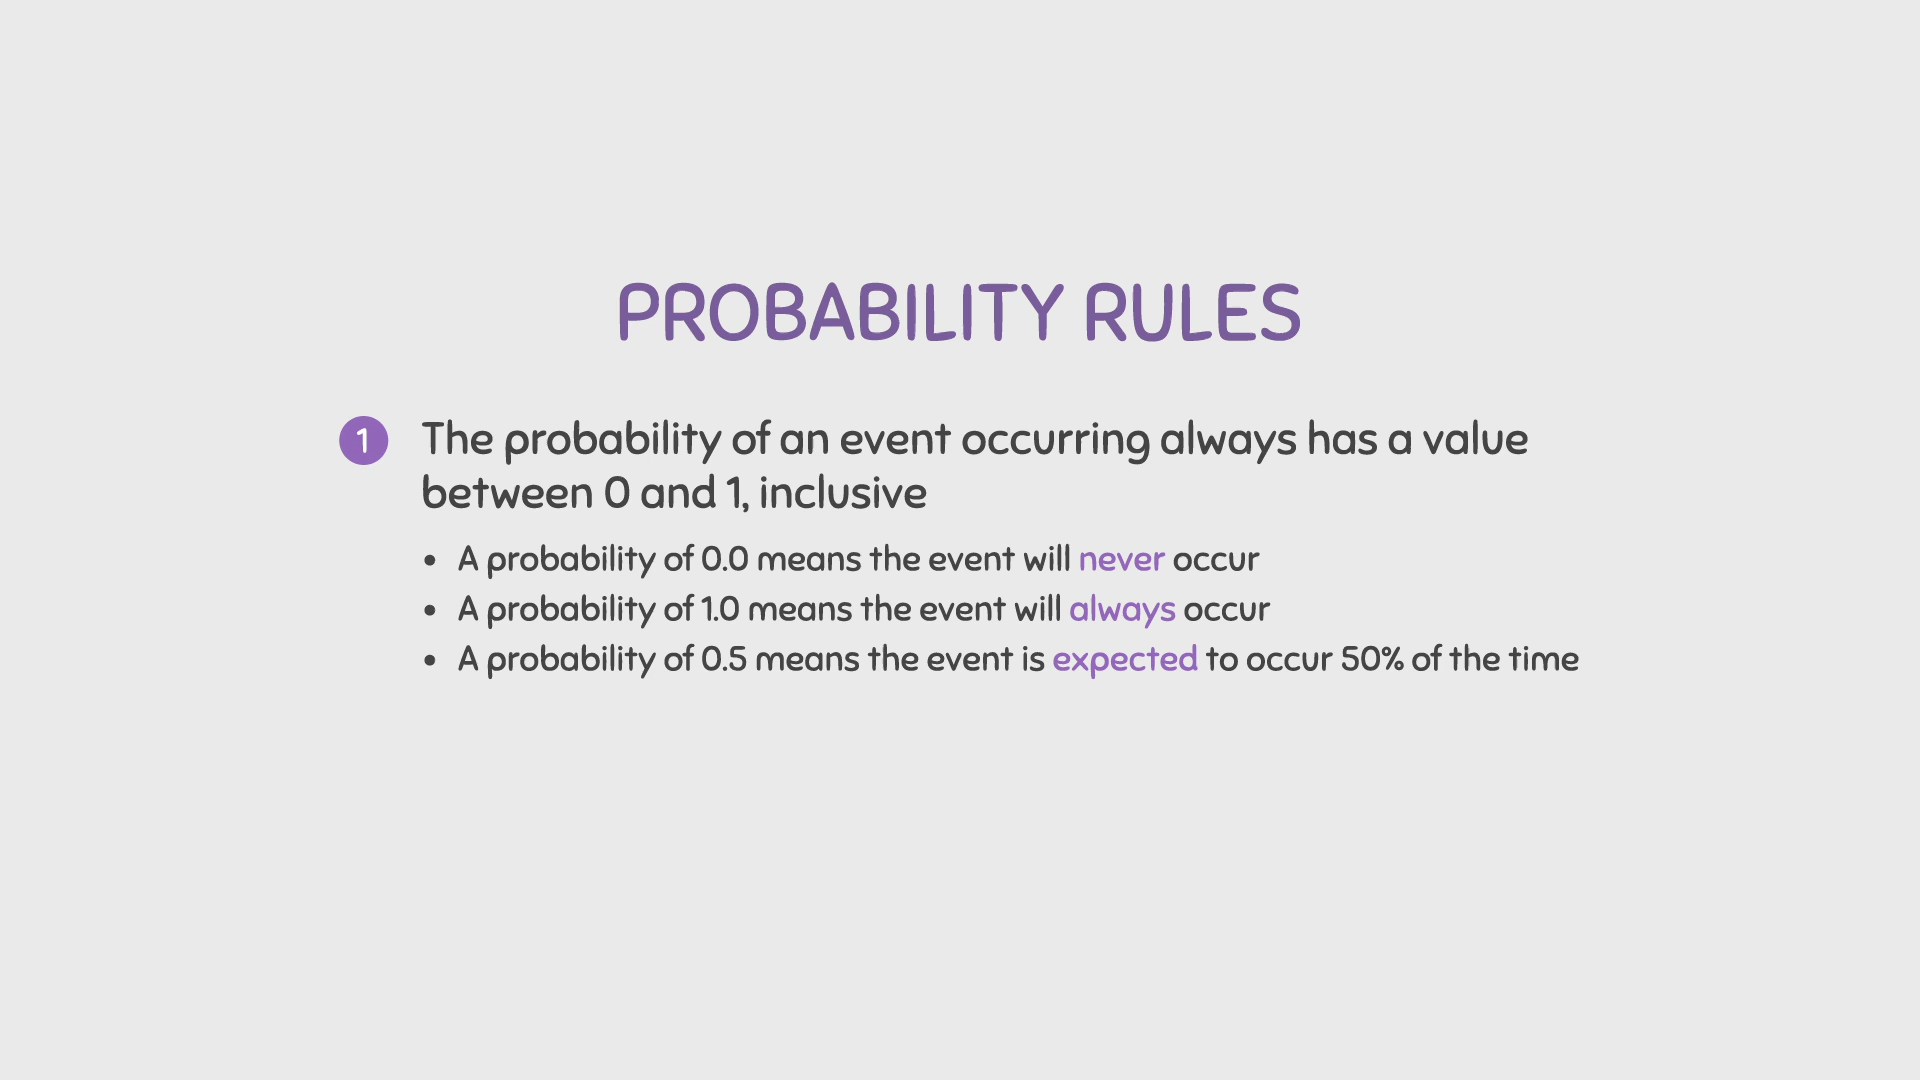 PROBABILITY RULES
1 The probability of an event occurring always has a value
between 0 and 1, inclusive
• A probability of 0.0 means the event will never occur
• A probability of 1.0 means the event will always occur
• A probability of 0.5 means the event is expected to occur 50% of the time